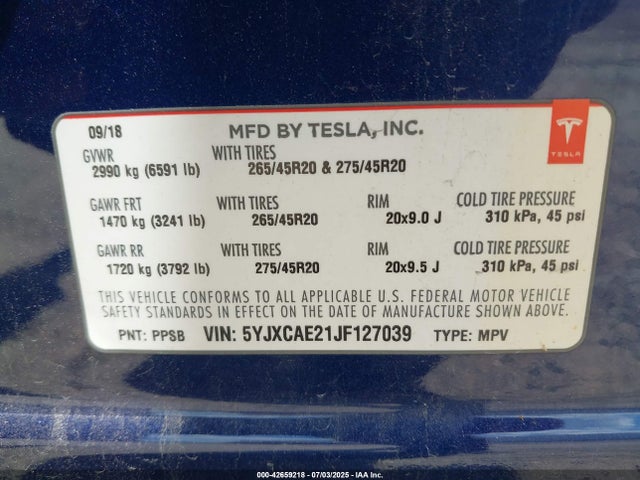 09/18 MFD BY TESLA, INC.
TESLA
GVWR WITH TIRES
2990 kg (6591 lb) 265/45R20 & 275/45R20
GAWR FRT WITH TIRES RIM COLD TIRE PRESSURE
1470 kg (3241 lb) 265/45R20 20x9.0 J 310 kPa, 45 psi
GAWR RR WITH TIRES RIM COLD TIRE PRESSURE
1720 kg (3792 lb) 275/45R20 20x9.5 J 310 kPa, 45 psi
THIS VEHICLE CONFORMS TO ALL APPLICABLE U.S. FEDERAL MOTOR VEHICLE
SAFETY STANDARDS IN EFFECT ON THE DATE OF MANUFACTURE SHOWN ABOVE.
PNT: PPSB VIN: 5YJXCAE21JF127039 TYPE: MPV
000-42659218 - 07/03/2025 - IAA Inc.